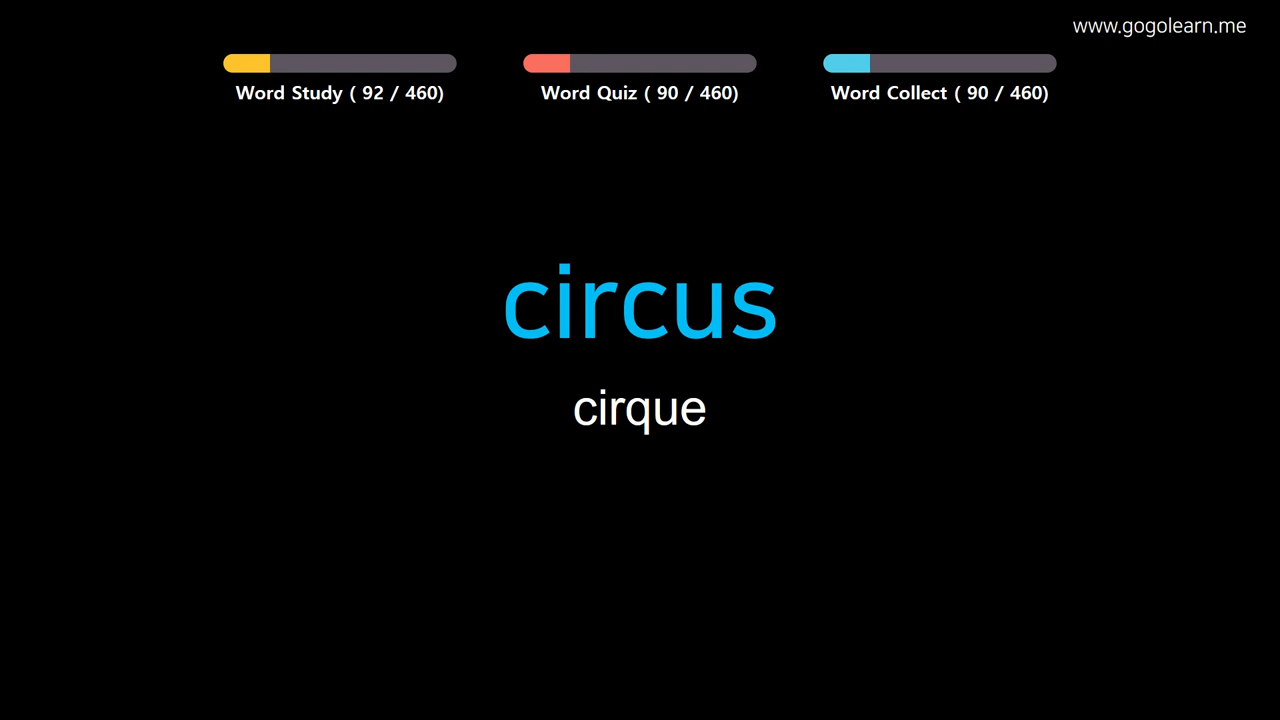 www.gogolearn.me
Word Study ( 92 / 460)
Word Quiz ( 90 / 460)
Word Collect ( 90 / 460)
circus
cirque